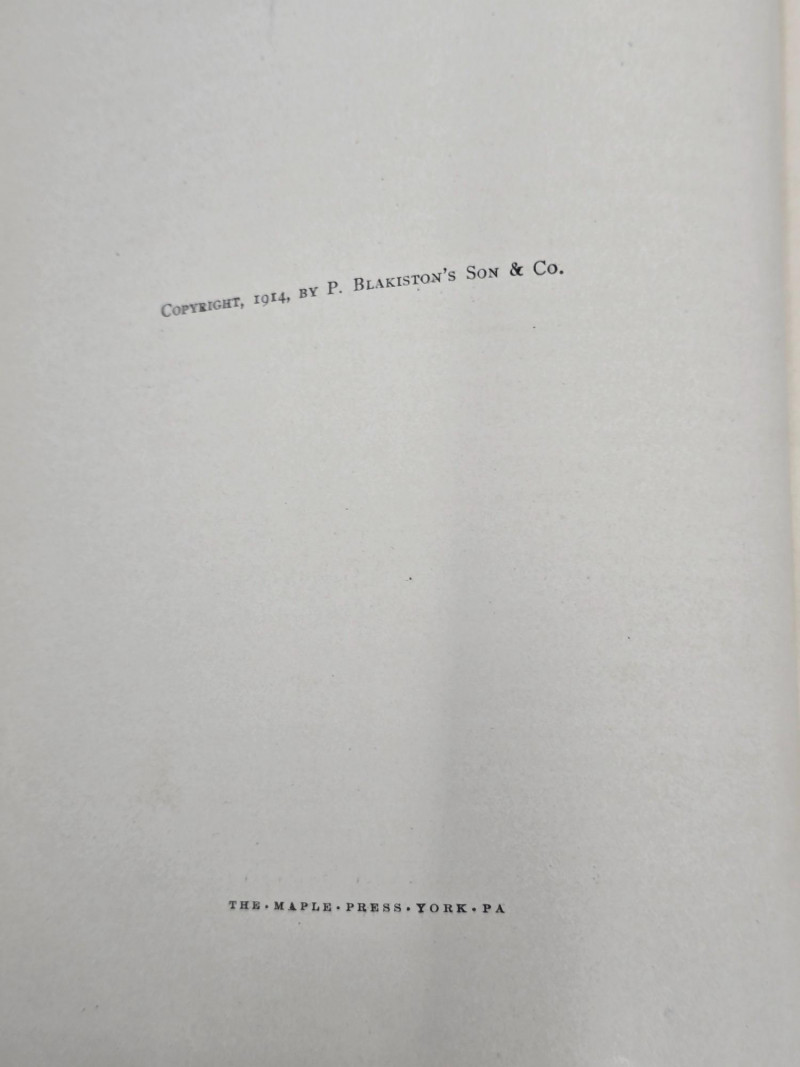 Copyright, 1914, by P. Blakiston's Son & Co.
THE·MAPLE·PRESS·YORK·PA